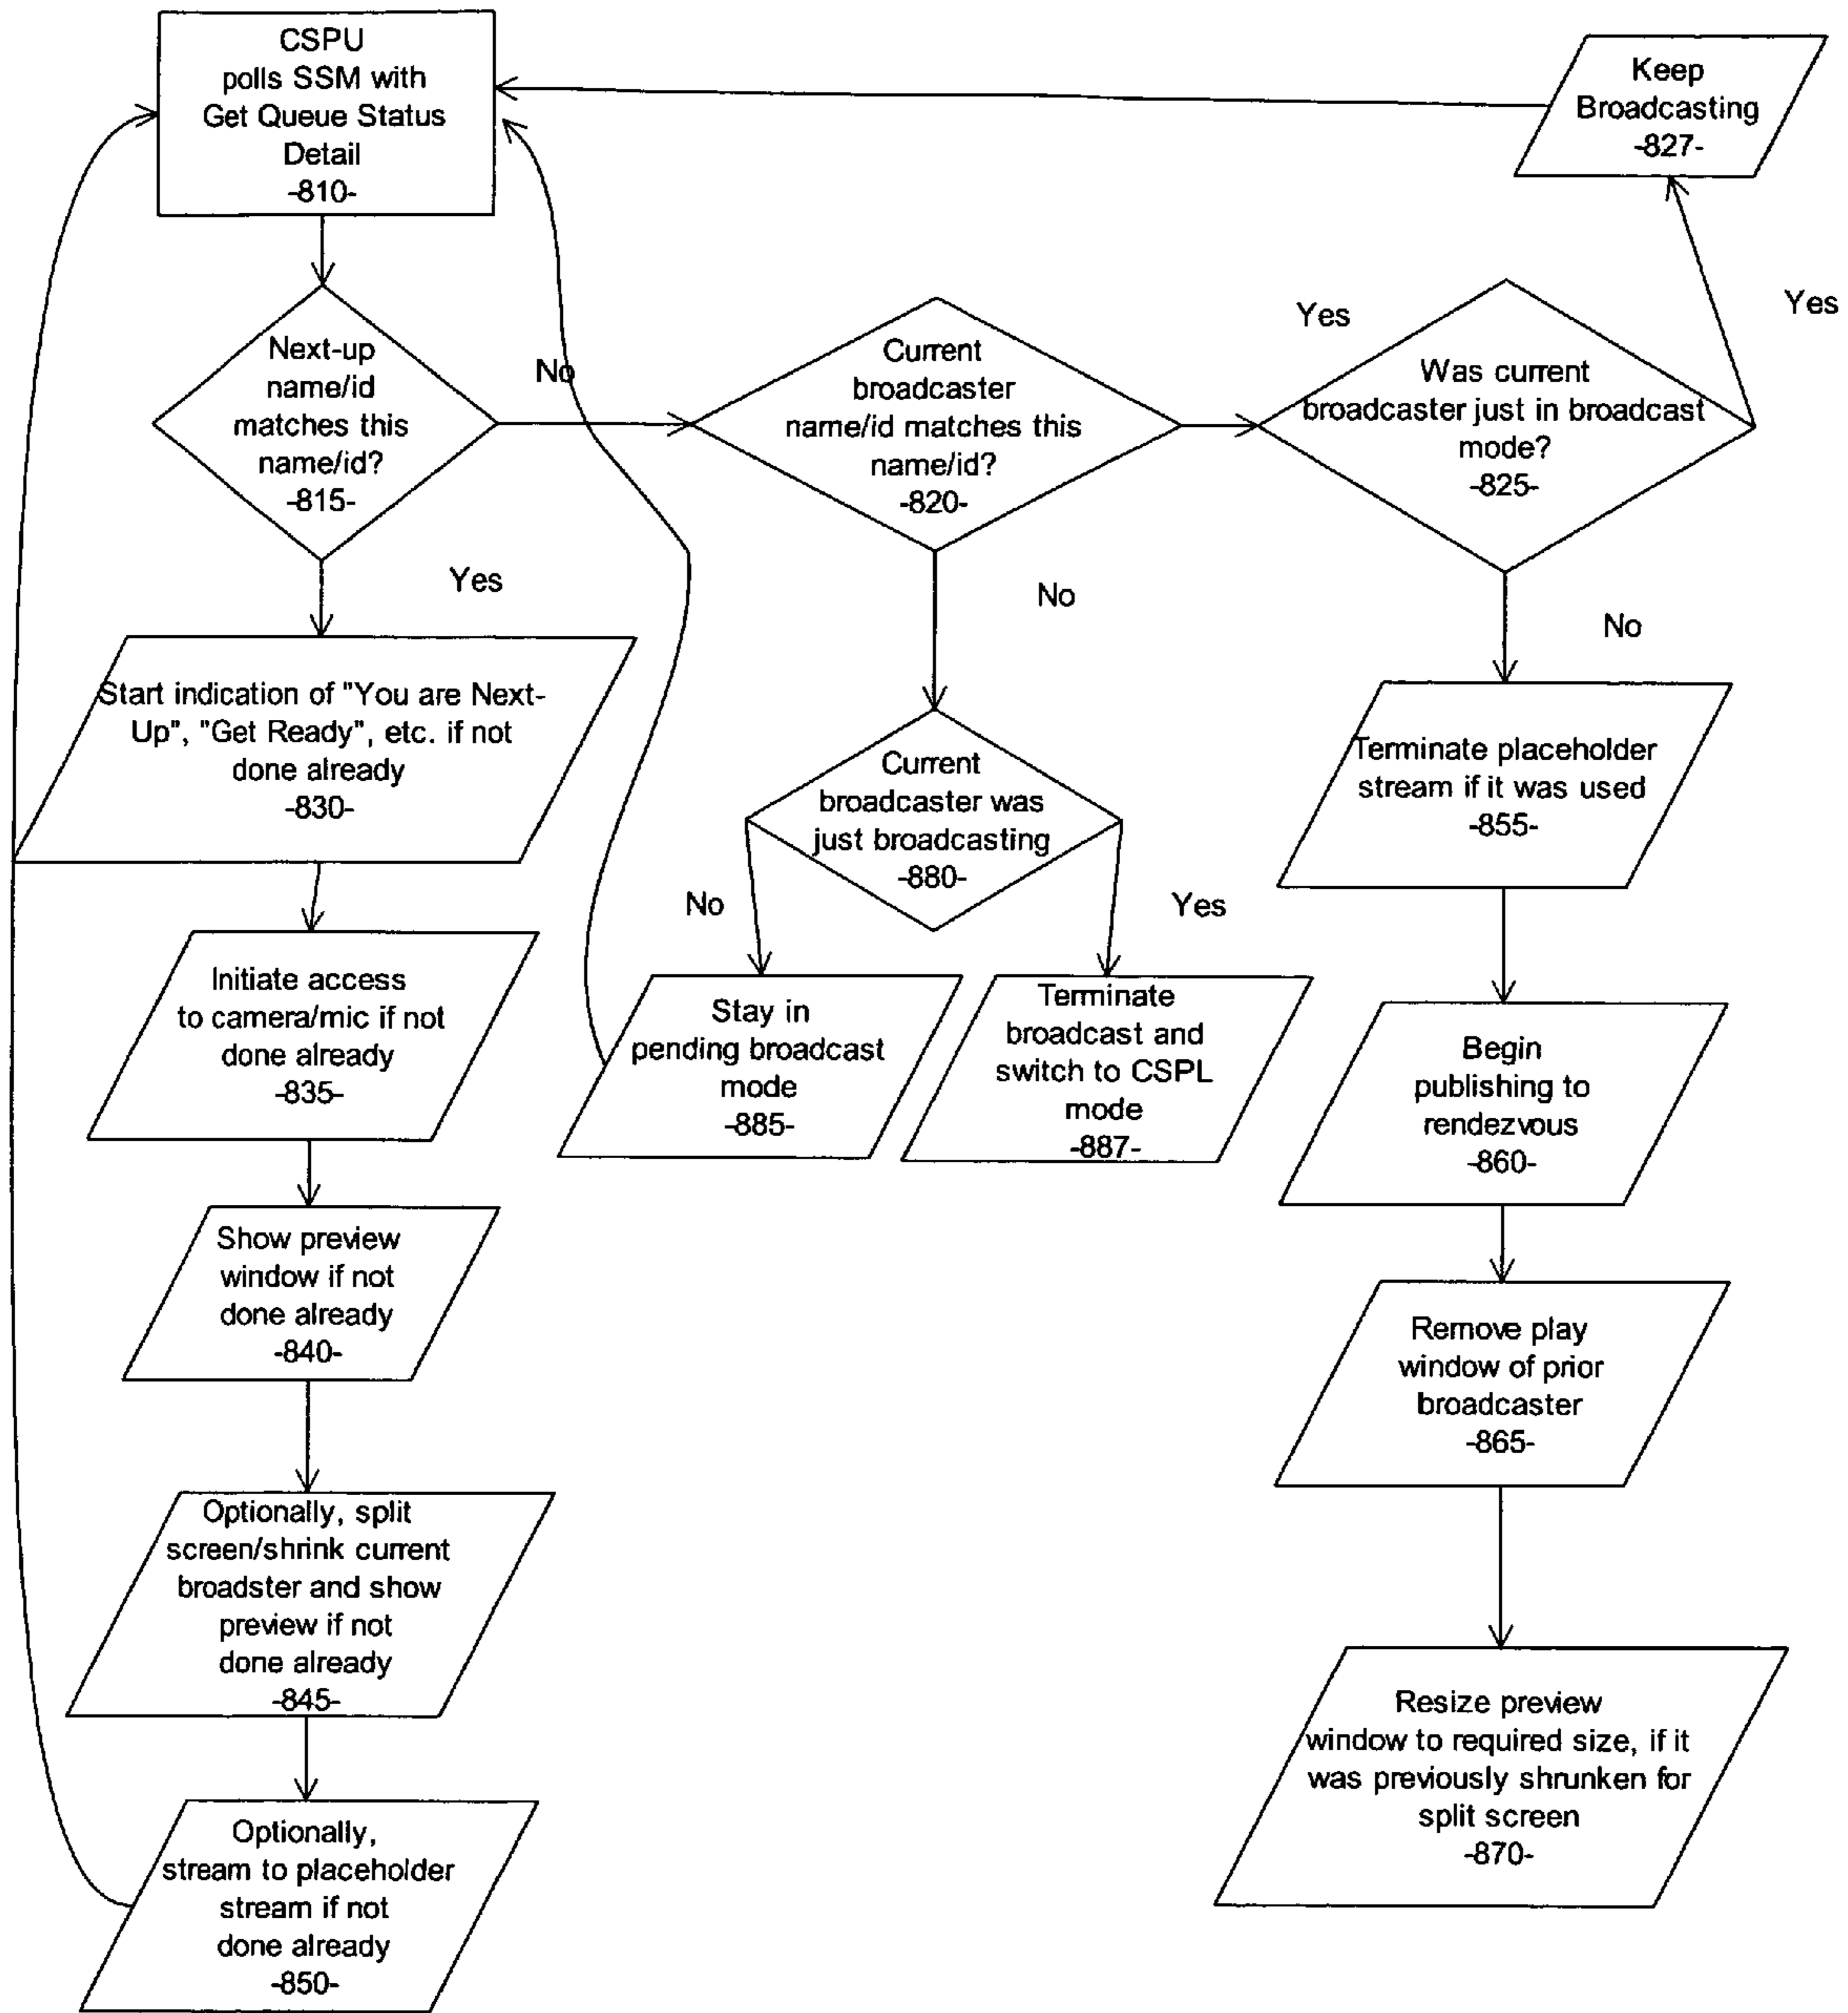 CSPU
polls SSM with
Get Queue Status
Detail
-810-
Keep
Broadcasting
-827-
Yes
Next-up
name/id
matches this
name/id?
-815-
No
Current
broadcaster
name/id matches this
name/id?
-820-
Yes
Was current
broadcaster just in broadcast
mode?
-825-
Yes
No
No
Start indication of "You are Next-
Up", "Get Ready", etc. if not
done already
-830-
Current
broadcaster was
just broadcasting
-880-
Terminate placeholder
stream if it was used
-855-
No
Yes
Initiate access
to camera/mic if not
done already
-835-
Stay in
pending broadcast
mode
-885-
Terminate
broadcast and
switch to CSPL
mode
-887-
Begin
publishing to
rendezvous
-860-
Show preview
window if not
done already
-840-
Remove play
window of prior
broadcaster
-865-
Optionally, split
screen/shrink current
broadster and show
preview if not
done already
-845-
Resize preview
window to required size, if it
was previously shrunken for
split screen
-870-
Optionally,
stream to placeholder
stream if not
done already
-850-